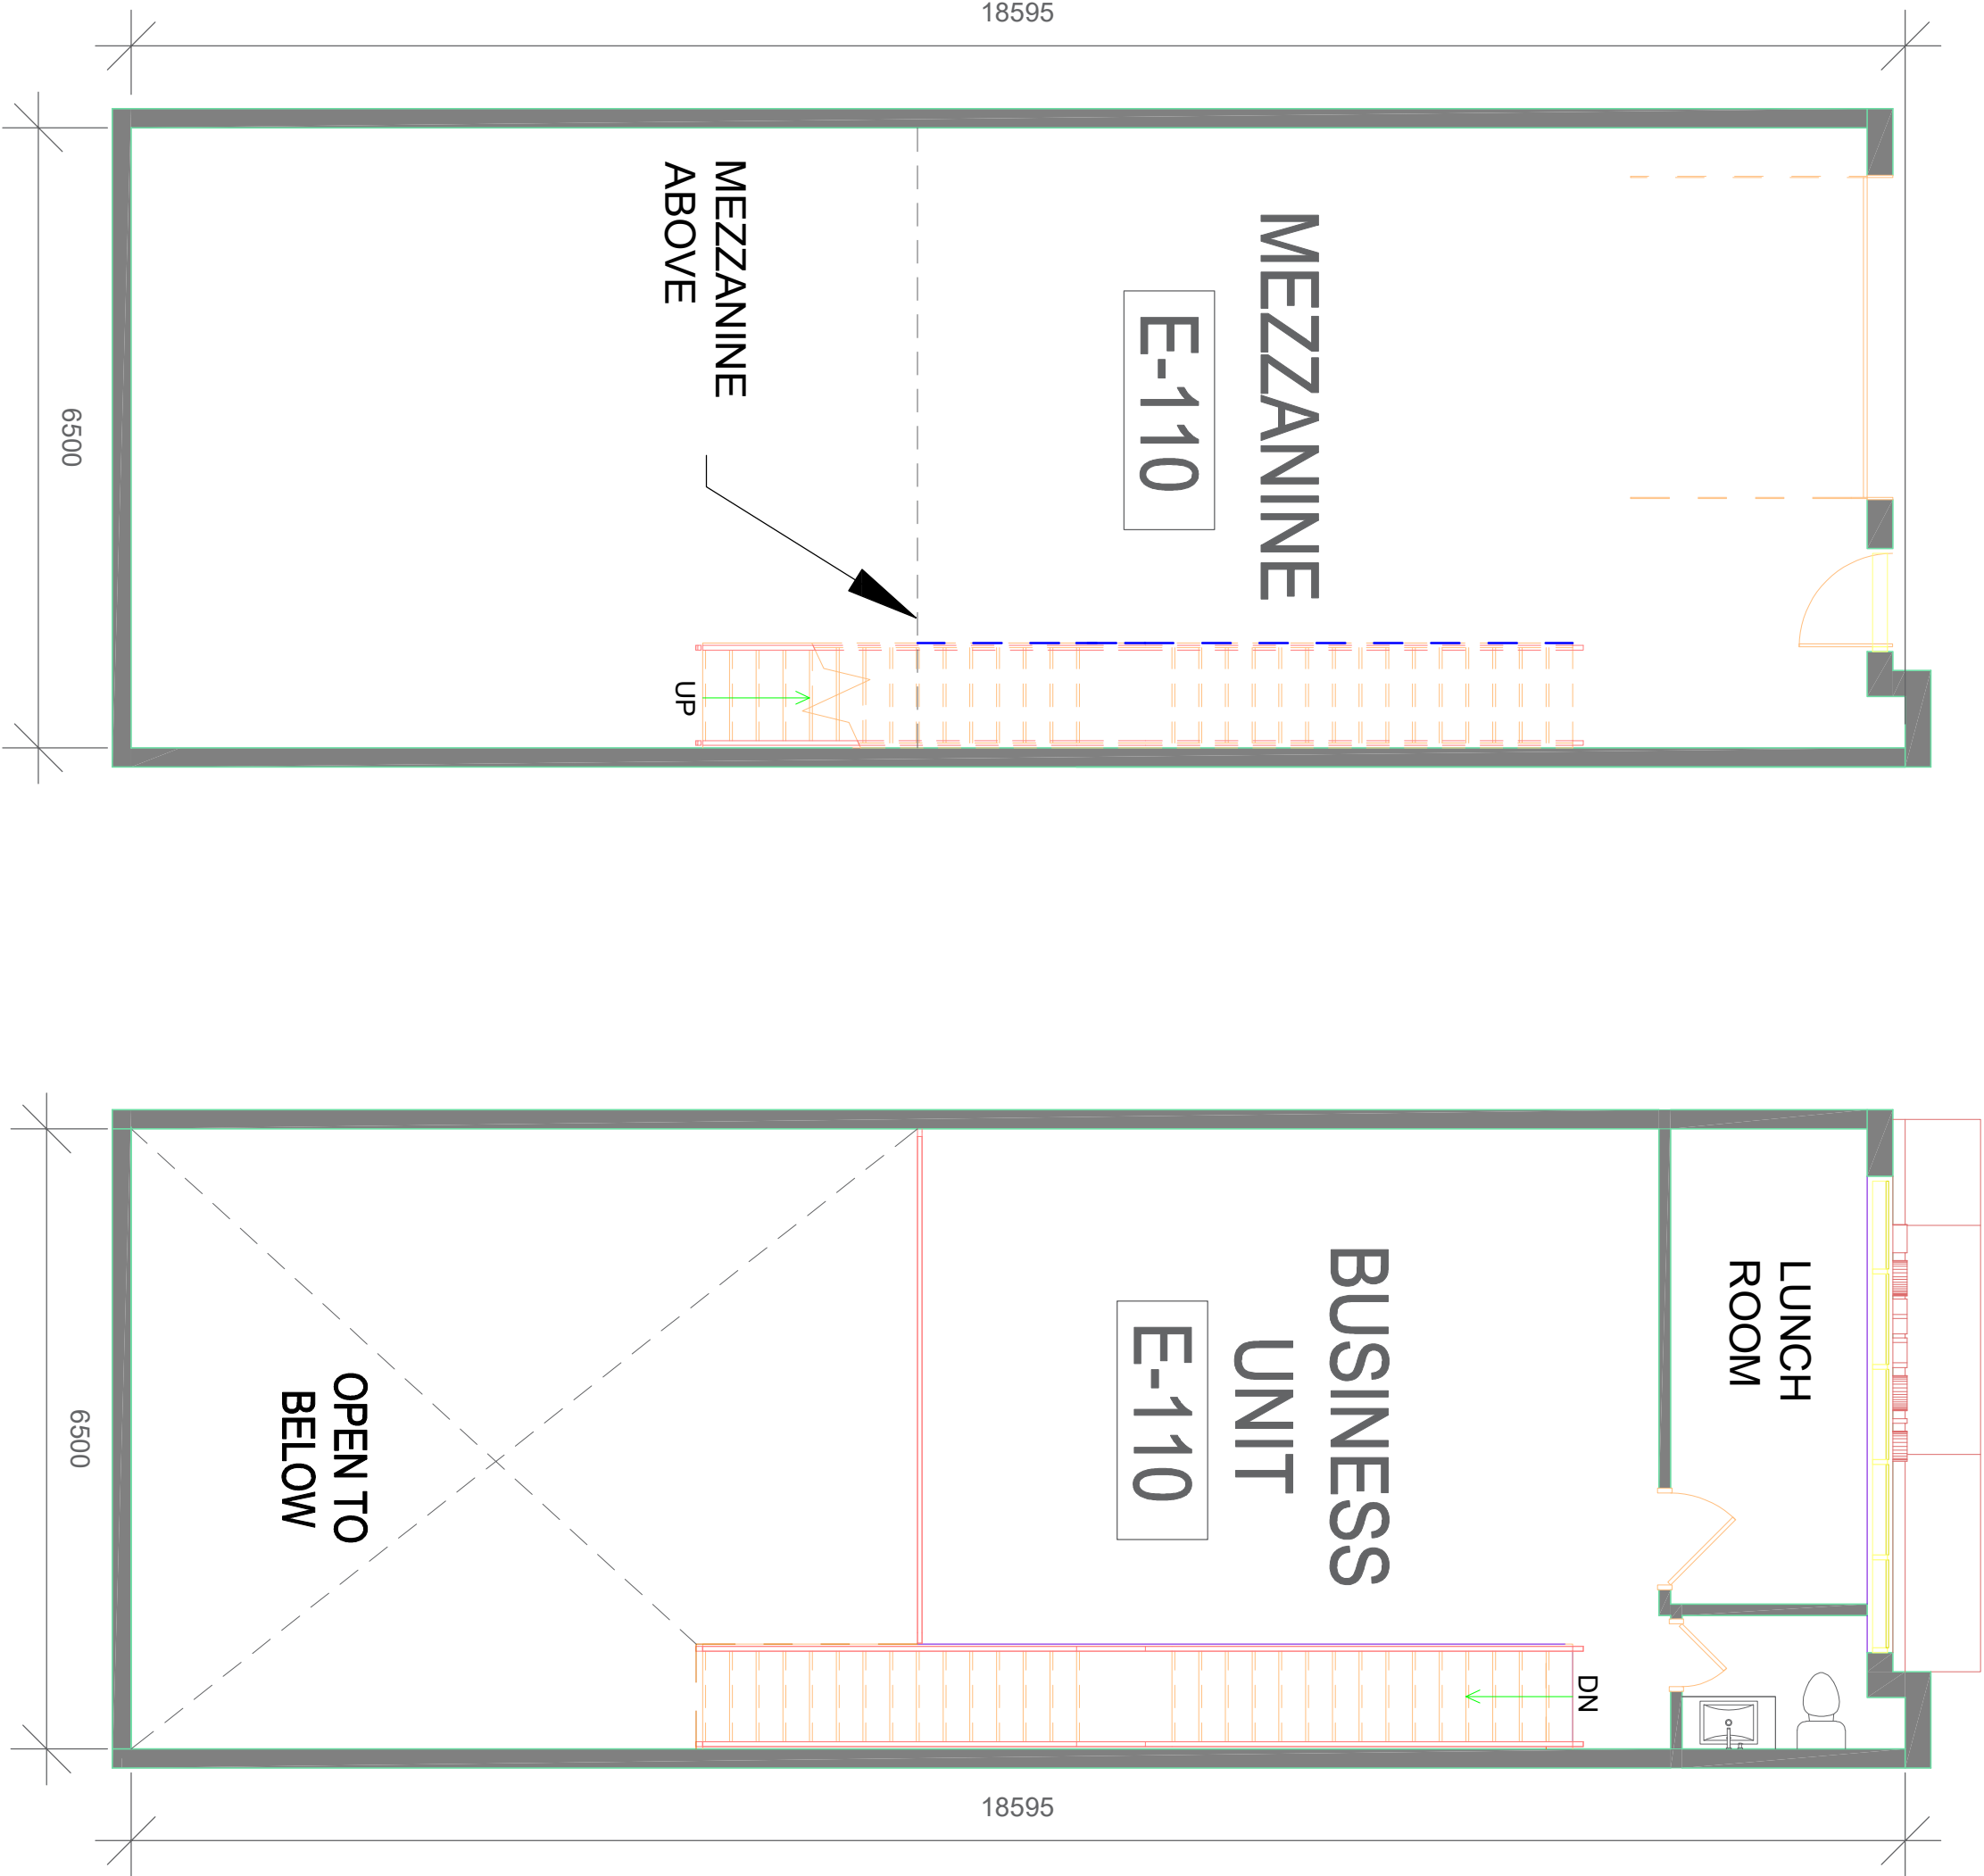 18595
6500
MEZZANINE
ABOVE
MEZZANINE
E-110
UP
BUSINESS
UNIT
E-110
LUNCH
ROOM
OPEN TO
BELOW
DN
6500
18595